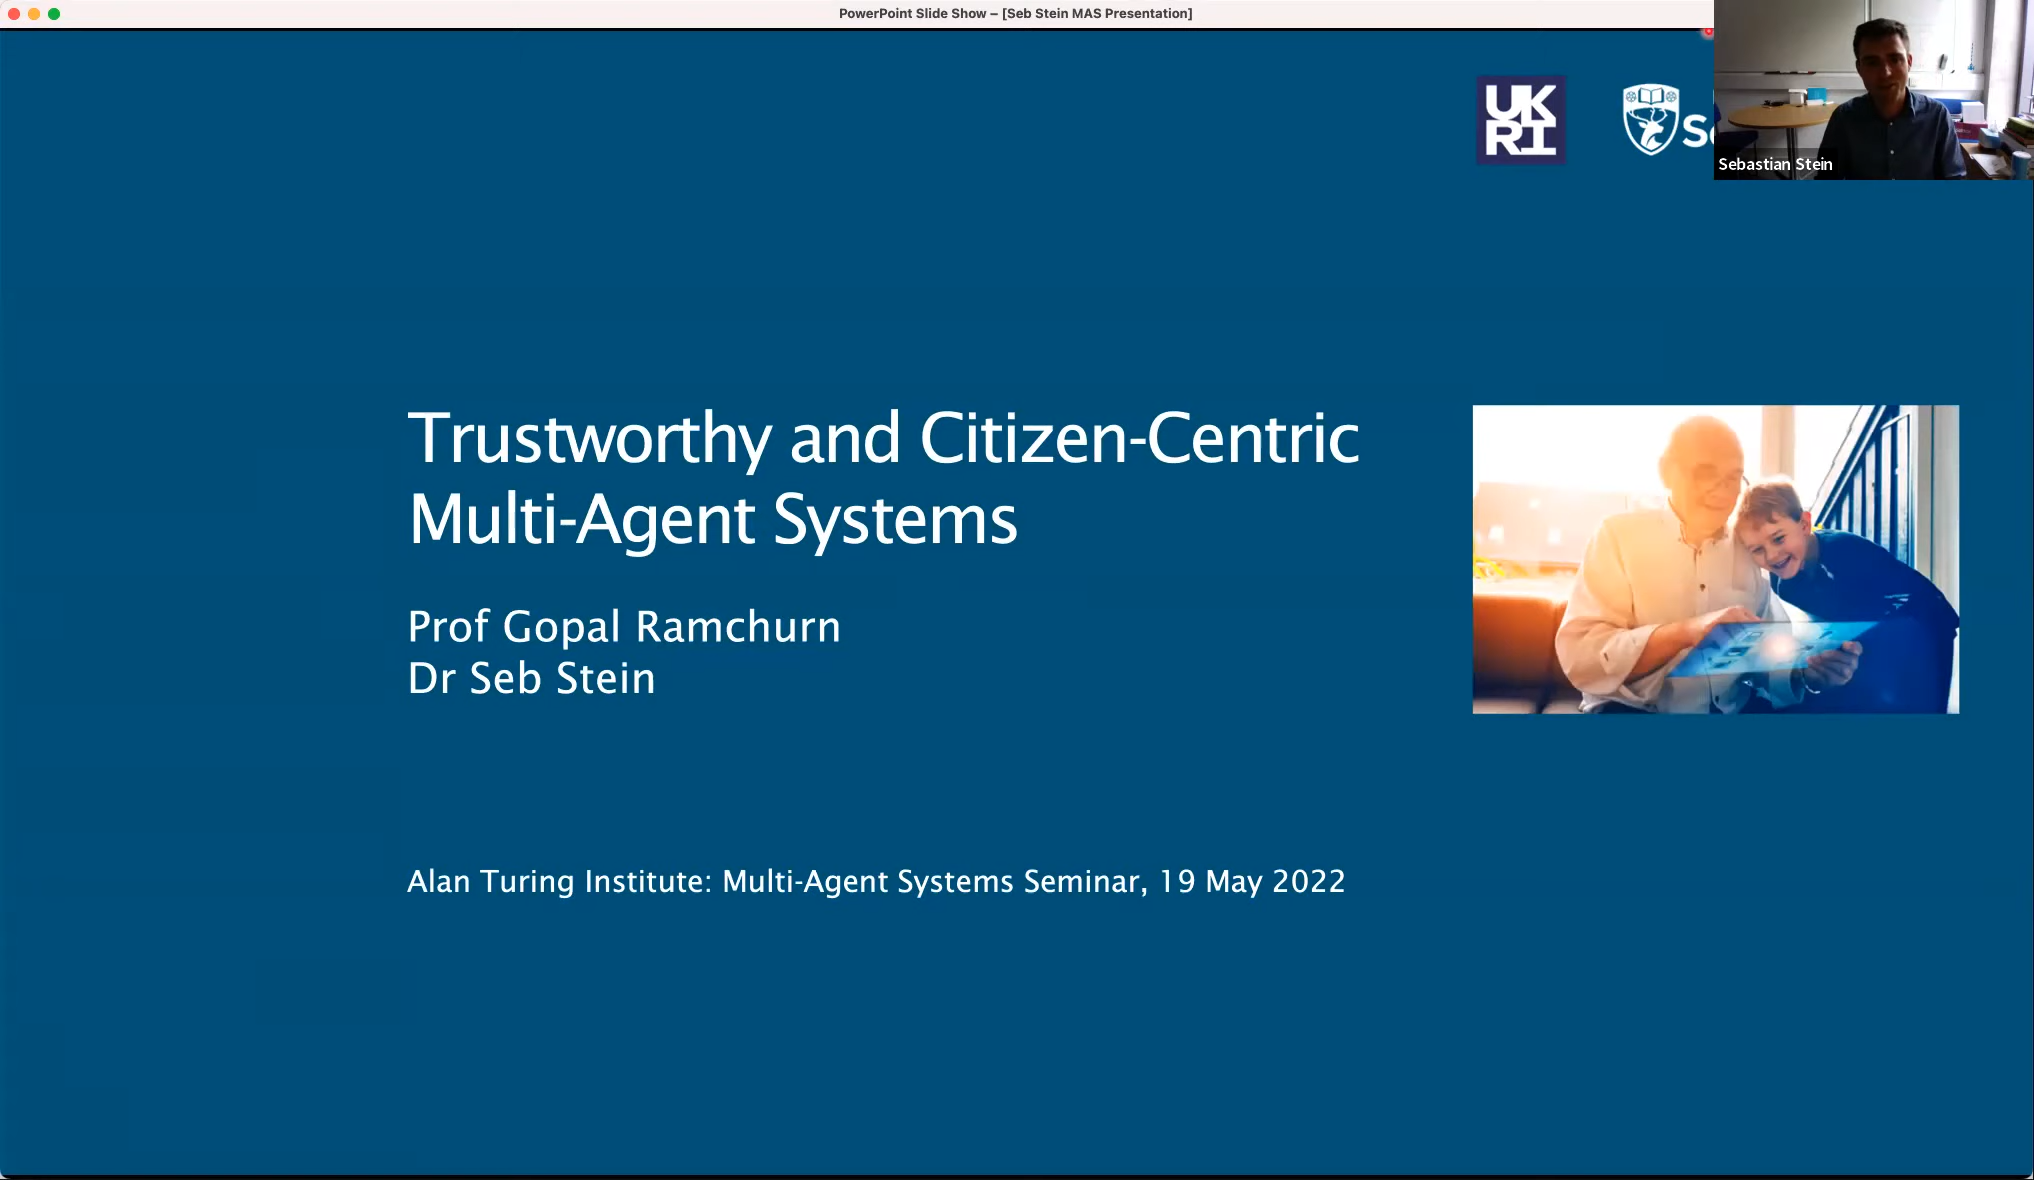 PowerPoint Slide Show – [Seb Stein MAS Presentation]
UK
RI
Sebastian Stein
Trustworthy and Citizen-Centric
Multi-Agent Systems
Prof Gopal Ramchurn
Dr Seb Stein
Alan Turing Institute: Multi-Agent Systems Seminar, 19 May 2022